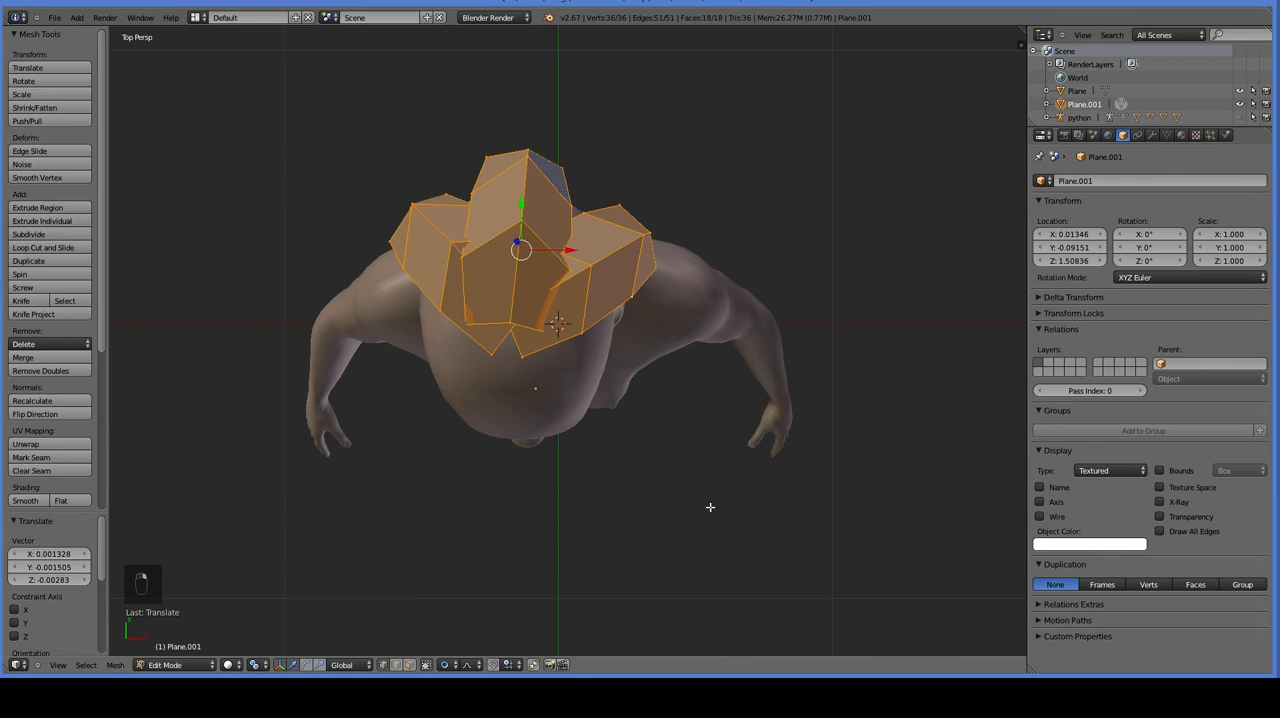 File Add Render Window Help Default Scene Blender Render v2.67 | Verts:36/36 | Edges:51/51 | Faces:18/18 | Tris:36 | Mem:26.27M (0.77M) | Plane.001
Mesh Tools
Transform:
Translate
Rotate
Scale
Shrink/Fatten
Push/Pull
Deform:
Edge Slide
Noise
Smooth Vertex
Add:
Extrude Region
Extrude Individual
Subdivide
Loop Cut and Slide
Duplicate
Spin
Screw
Knife Select
Knife Project
Remove:
Delete
Merge
Remove Doubles
Normals:
Recalculate
Flip Direction
UV Mapping:
Unwrap
Mark Seam
Clear Seam
Shading:
Smooth Flat
Translate
Vector
X: 0.001328
Y: -0.001505
Z: -0.00283
Constraint Axis
X
Y
Z
Orientation
Top Persp
Last: Translate
(1) Plane.001
View Select Mesh Edit Mode Global
View Search All Scenes
Scene
RenderLayers
World
Plane
Plane.001
python
Plane.001
Plane.001
Transform
Location: Rotation: Scale:
X: 0.01346 X: 0° X: 1.000
Y: -0.09151 Y: 0° Y: 1.000
Z: 1.50836 Z: 0° Z: 1.000
Rotation Mode: XYZ Euler
Delta Transform
Transform Locks
Relations
Layers: Parent:
Object
Pass Index: 0
Groups
Add to Group
Display
Type: Textured Bounds Box
Name Texture Space
Axis X-Ray
Wire Transparency
Object Color: Draw All Edges
Duplication
None Frames Verts Faces Group
Relations Extras
Motion Paths
Custom Properties